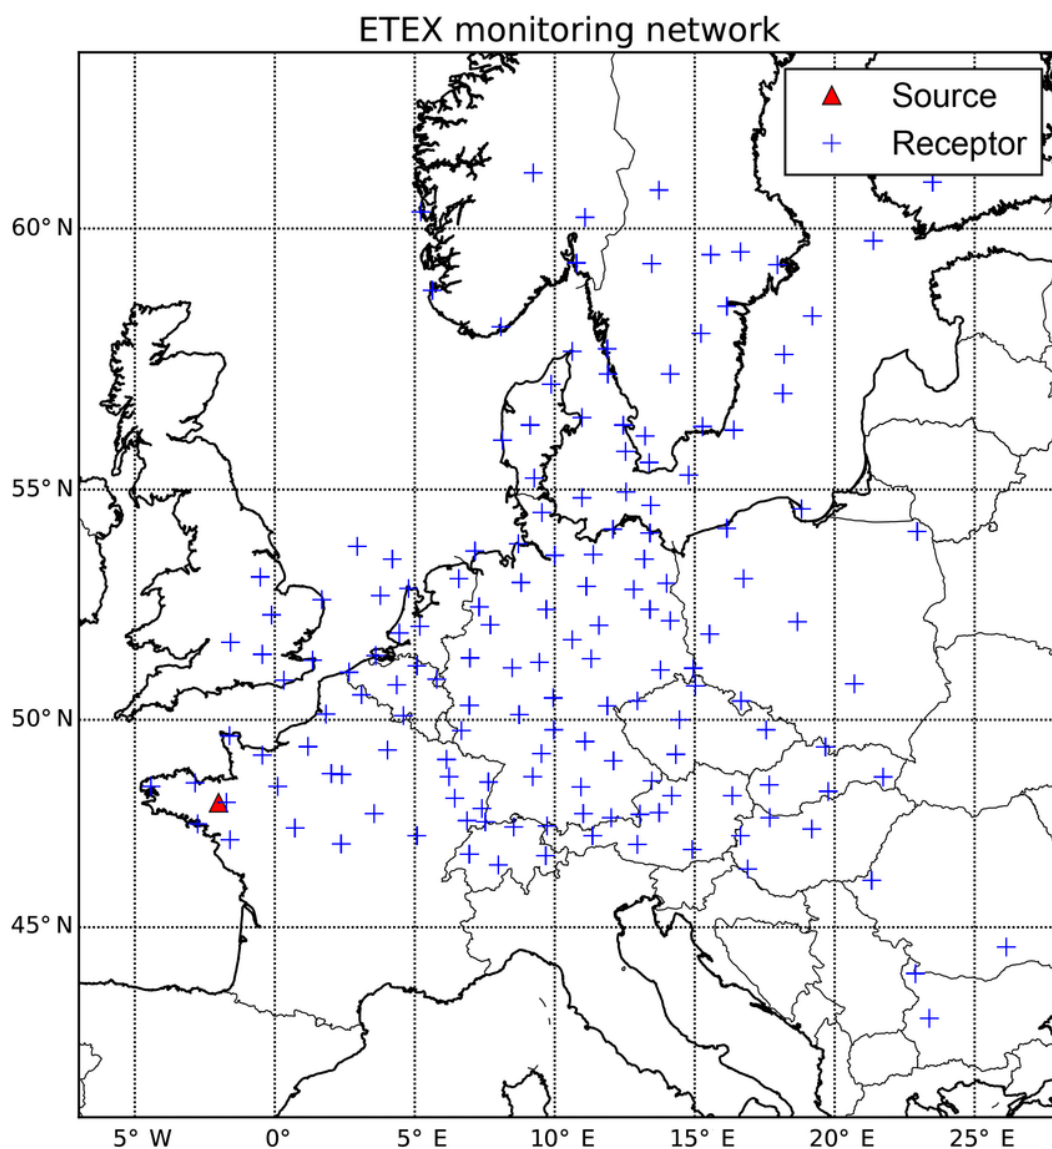 ETEX monitoring network
Source
Receptor
60° N
55° N
50° N
45° N
5° W 0° 5° E 10° E 15° E 20° E 25° E